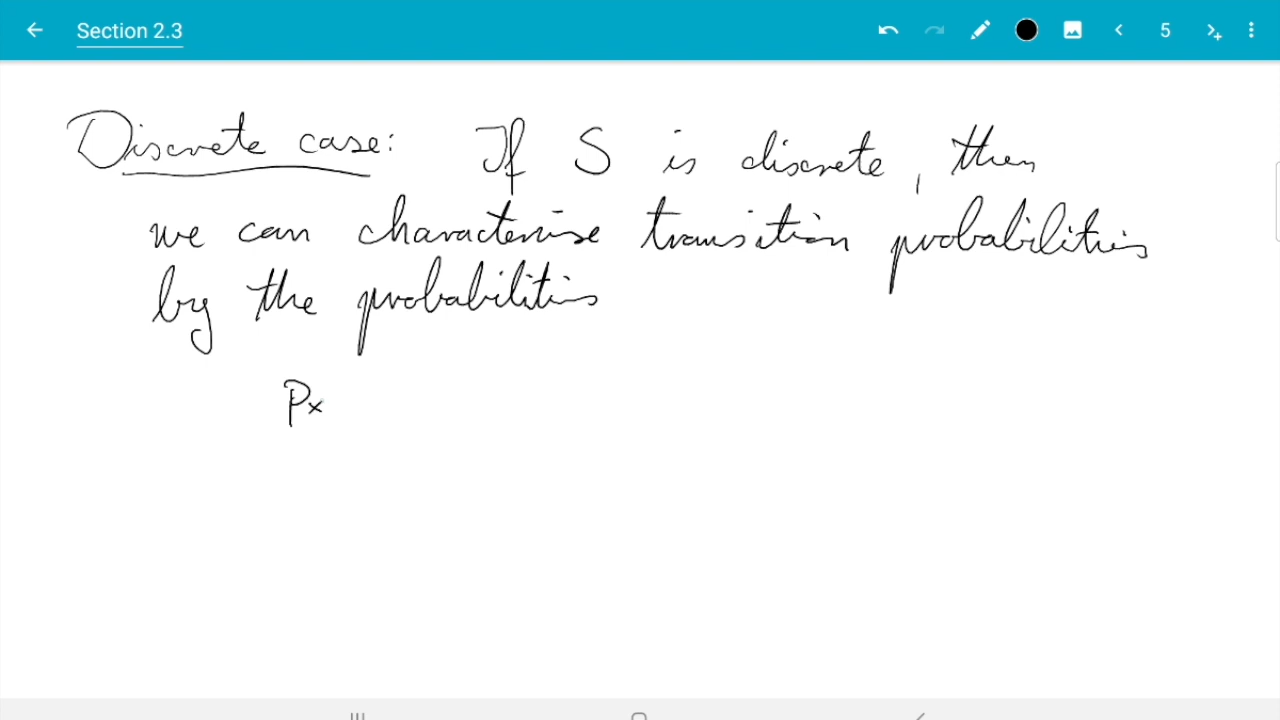 Section 2.3
5
Discrete case: If S is discrete, then
we can characterise transition probabilities
by the probabilities
Px